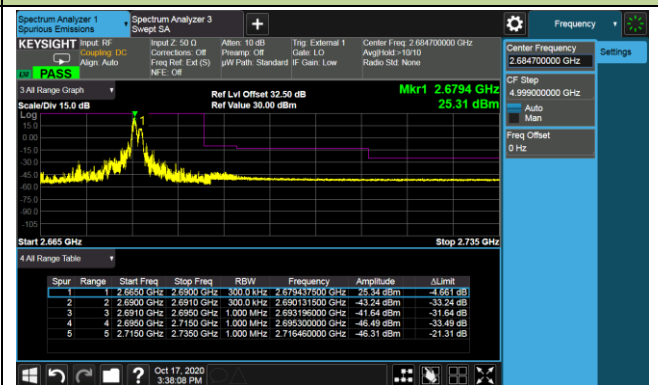 Spectrum Analyzer 1
Spurious Emissions
Spectrum Analyzer 3
Swept SA
Frequency
KEYSIGHT
Input: RF
Coupling: DC
Align: Auto
Input Z: 50 Ω
Corrections: Off
Freq Ref: Ext (S)
NFE: Off
Atten: 10 dB
Preamp: Off
µW Path: Standard
Trig: External 1
Gate: LO
IF Gain: Low
Center Freq: 2.684700000 GHz
Avg|Hold:>10/10
Radio Std: None
LM PASS
Center Frequency
2.684700000 GHz
Settings
CF Step
4.999000000 GHz
Auto
Man
Freq Offset
0 Hz
3 All Range Graph
Scale/Div 15.0 dB
Ref Lvl Offset 32.50 dB
Ref Value 30.00 dBm
Mkr1 2.6794 GHz
25.31 dBm
Log
15.0
0.00
-15.0
-30.0
-45.0
-60.0
-75.0
-90.0
-105
1
Start 2.665 GHz
Stop 2.735 GHz
4 All Range Table
Spur Range Start Freq Stop Freq RBW Frequency Amplitude ΔLimit
1 1 2.6650 GHz 2.6900 GHz 300.0 kHz 2.679437500 GHz 25.34 dBm -4.661 dB
2 2 2.6900 GHz 2.6910 GHz 300.0 kHz 2.690131500 GHz -43.24 dBm -33.24 dB
3 3 2.6910 GHz 2.6950 GHz 1.000 MHz 2.693196000 GHz -41.64 dBm -31.64 dB
4 4 2.6950 GHz 2.7150 GHz 1.000 MHz 2.695300000 GHz -46.49 dBm -33.49 dB
5 5 2.7150 GHz 2.7350 GHz 1.000 MHz 2.716460000 GHz -46.31 dBm -21.31 dB
Oct 17, 2020
3:38:08 PM